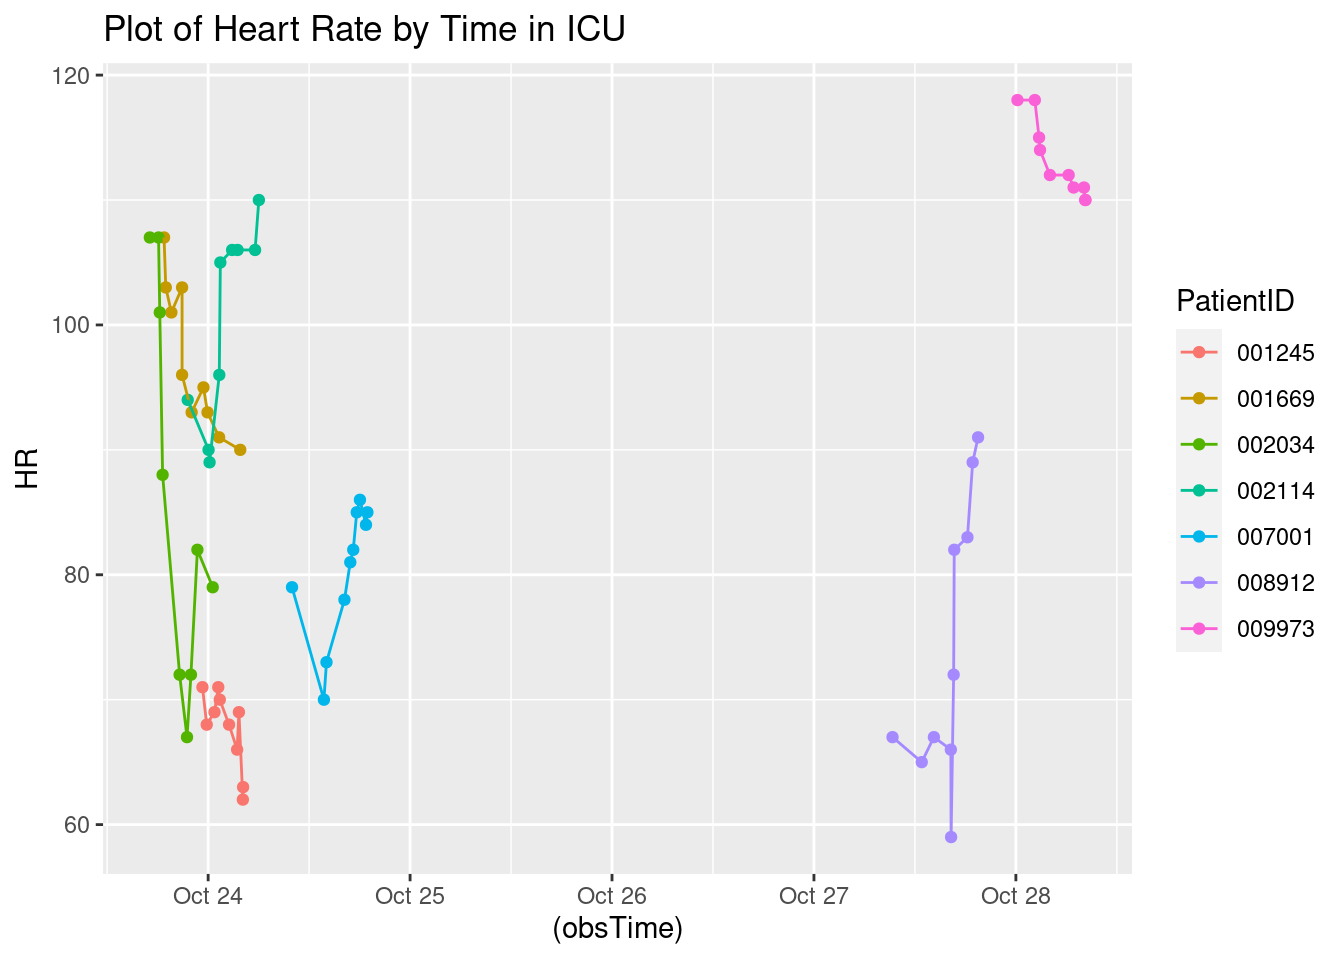 Plot of Heart Rate by Time in ICU
120
100
80
60
HR
Oct 24
Oct 25
Oct 26
Oct 27
Oct 28
(obsTime)
PatientID
001245
001669
002034
002114
007001
008912
009973